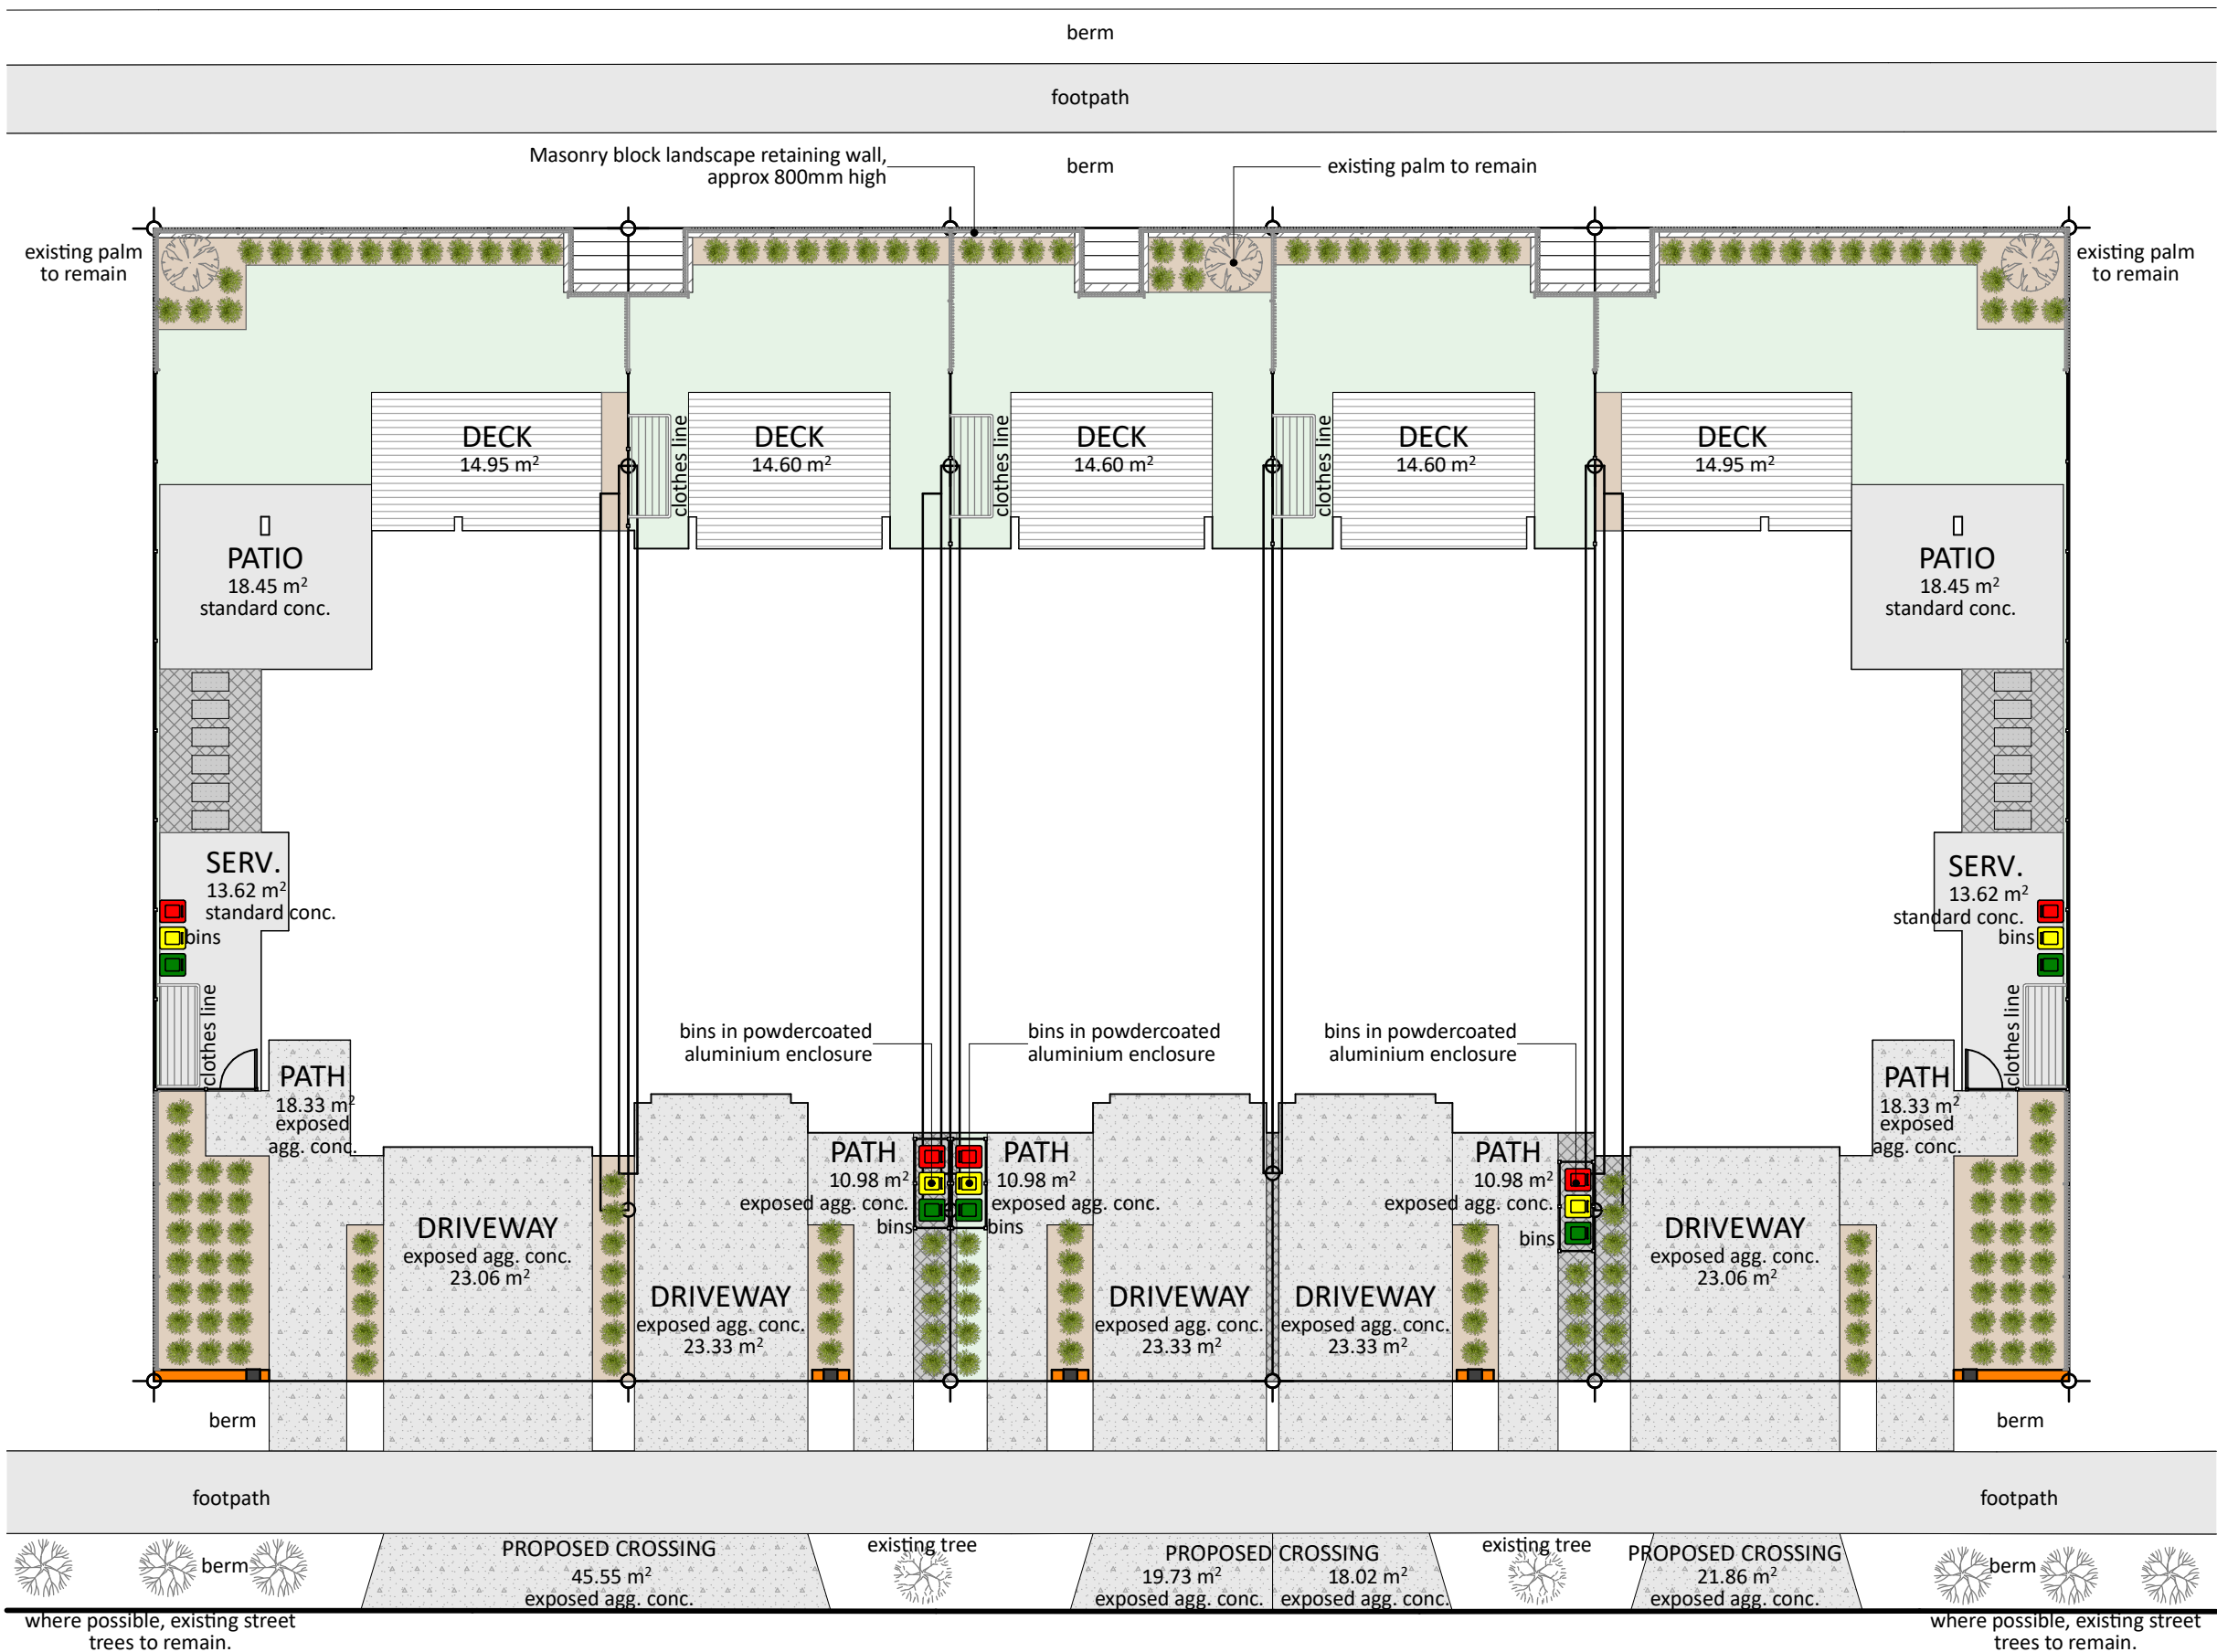 berm
footpath
Masonry block landscape retaining wall,
approx 800mm high
berm
existing palm to remain
existing palm
to remain
existing palm
to remain
DECK
14.95 m²
clothes line
DECK
14.60 m²
clothes line
DECK
14.60 m²
clothes line
DECK
14.60 m²
DECK
14.95 m²
PATIO
18.45 m²
standard conc.
PATIO
18.45 m²
standard conc.
SERV.
13.62 m²
standard conc.
bins
clothes line
SERV.
13.62 m²
standard conc.
bins
clothes line
bins in powdercoated
aluminium enclosure
bins in powdercoated
aluminium enclosure
bins in powdercoated
aluminium enclosure
PATH
18.33 m²
exposed
agg. conc.
PATH
18.33 m²
exposed
agg. conc.
PATH
10.98 m²
exposed agg. conc.
bins
PATH
10.98 m²
exposed agg. conc.
bins
PATH
10.98 m²
exposed agg. conc.
bins
DRIVEWAY
exposed agg. conc.
23.06 m²
DRIVEWAY
exposed agg. conc.
23.33 m²
DRIVEWAY
exposed agg. conc.
23.33 m²
DRIVEWAY
exposed agg. conc.
23.33 m²
DRIVEWAY
exposed agg. conc.
23.06 m²
berm
berm
footpath
footpath
berm
PROPOSED CROSSING
45.55 m²
exposed agg. conc.
existing tree
PROPOSED CROSSING
19.73 m²
exposed agg. conc.
18.02 m²
exposed agg. conc.
existing tree
PROPOSED CROSSING
21.86 m²
exposed agg. conc.
berm
where possible, existing street
trees to remain.
where possible, existing street
trees to remain.